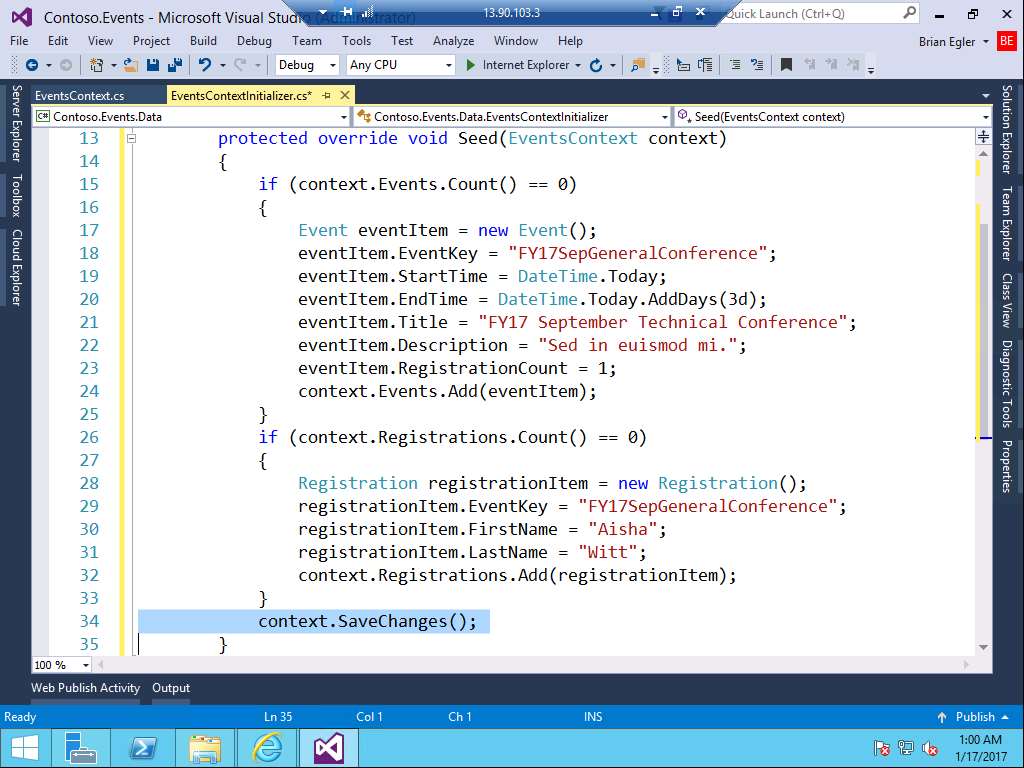 Contoso.Events - Microsoft Visual Studio (Administrator)
13.90.103.3
Quick Launch (Ctrl+Q)
File Edit View Project Build Debug Team Tools Test Analyze Window Help
Brian Egler BE
Debug Any CPU Internet Explorer
EventsContext.cs EventsContextInitializer.cs*
C# Contoso.Events.Data Contoso.Events.Data.EventsContextInitializer Seed(EventsContext context)
Server Explorer
Toolbox
Cloud Explorer
13 protected override void Seed(EventsContext context)
14 {
15 if (context.Events.Count() == 0)
16 {
17 Event eventItem = new Event();
18 eventItem.EventKey = "FY17SepGeneralConference";
19 eventItem.StartTime = DateTime.Today;
20 eventItem.EndTime = DateTime.Today.AddDays(3d);
21 eventItem.Title = "FY17 September Technical Conference";
22 eventItem.Description = "Sed in euismod mi.";
23 eventItem.RegistrationCount = 1;
24 context.Events.Add(eventItem);
25 }
26 if (context.Registrations.Count() == 0)
27 {
28 Registration registrationItem = new Registration();
29 registrationItem.EventKey = "FY17SepGeneralConference";
30 registrationItem.FirstName = "Aisha";
31 registrationItem.LastName = "Witt";
32 context.Registrations.Add(registrationItem);
33 }
34 context.SaveChanges();
35 }
Solution Explorer
Team Explorer
Class View
Diagnostic Tools
Properties
100 %
Web Publish Activity Output
Ready Ln 35 Col 1 Ch 1 INS Publish
1:00 AM
1/17/2017